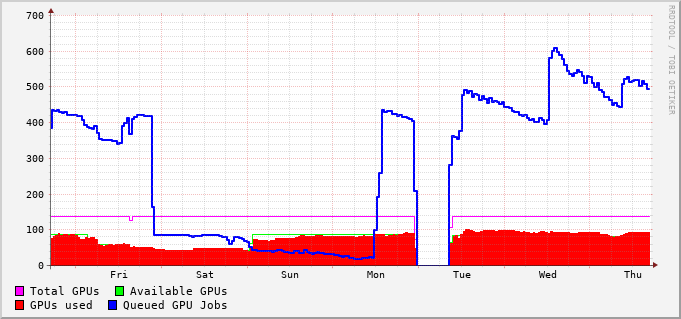 700
600
500
400
300
200
100
0
Fri Sat Sun Mon Tue Wed Thu
Total GPUs Available GPUs
GPUs used Queued GPU Jobs
RRDTOOL / TOBI OETIKER